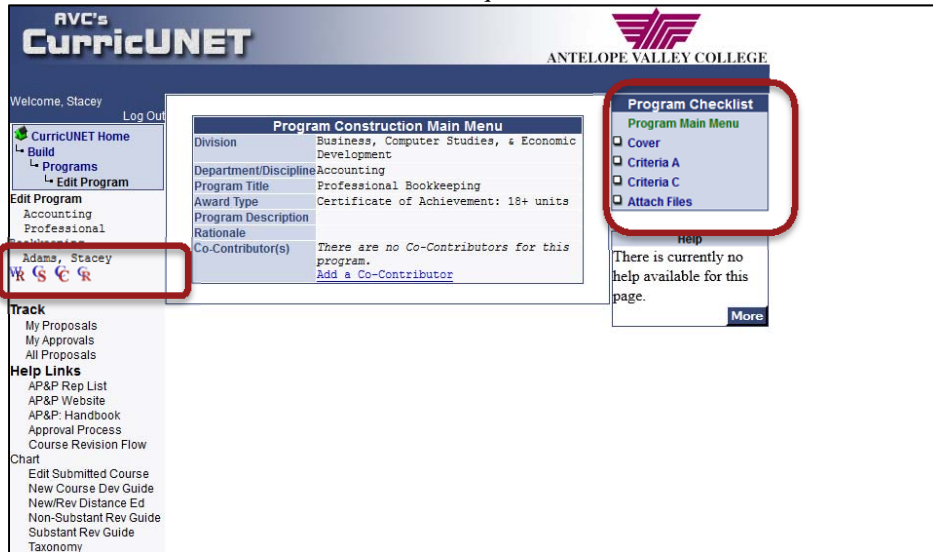 AVC's
CurricUNET
ANTELOPE VALLEY COLLEGE
Welcome, Stacey
Log Out
CurricUNET Home
Build
Programs
Edit Program
Edit Program
Accounting
Professional
Adams, Stacey
WR CS CC CR
Track
My Proposals
My Approvals
All Proposals
Help Links
AP&P Rep List
AP&P Website
AP&P: Handbook
Approval Process
Course Revision Flow
Chart
Edit Submitted Course
New Course Dev Guide
New/Rev Distance Ed
Non-Substant Rev Guide
Substant Rev Guide
Taxonomy
Program Construction Main Menu
Division Business, Computer Studies, & Economic
Development
Department/Discipline Accounting
Program Title Professional Bookkeeping
Award Type Certificate of Achievement: 18+ units
Program Description
Rationale
Co-Contributor(s) There are no Co-Contributors for this
program.
Add a Co-Contributor
Program Checklist
Program Main Menu
Cover
Criteria A
Criteria C
Attach Files
Help
There is currently no
help available for this
page.
More